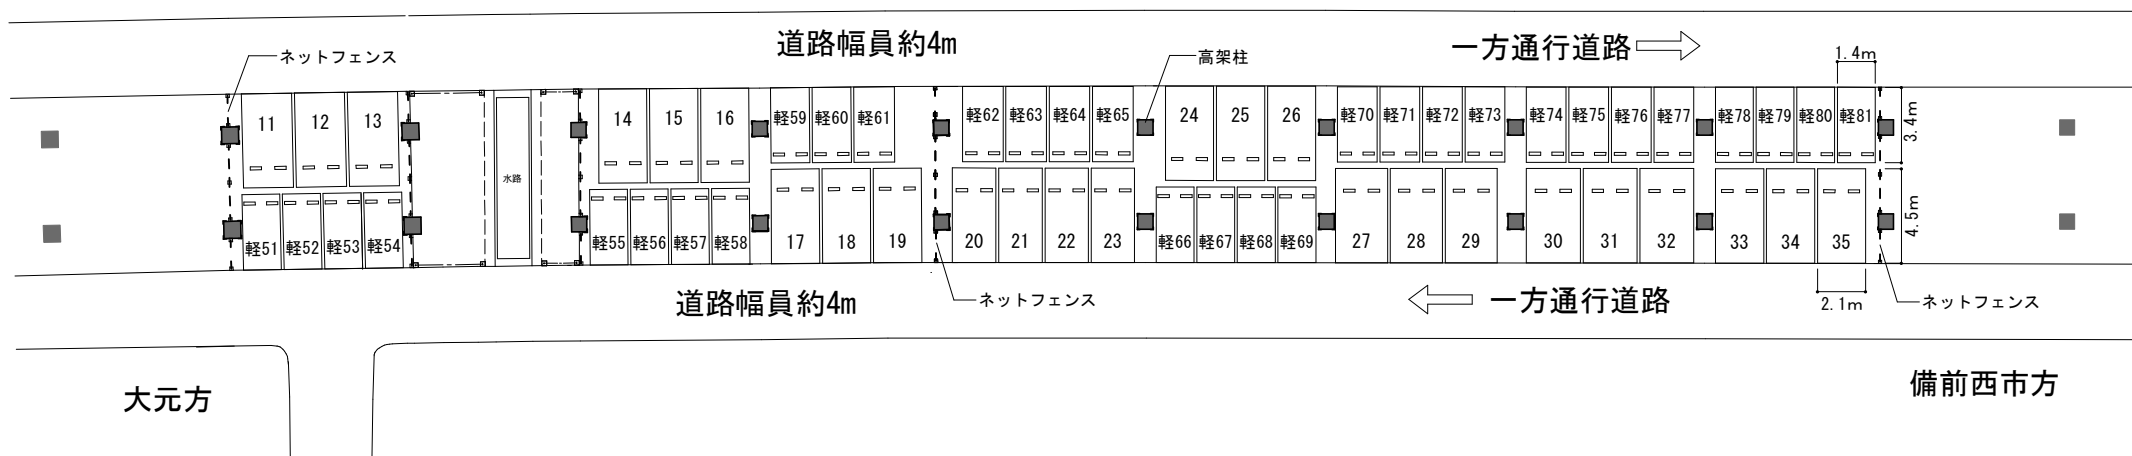 道路幅員約4m
一方通行道路
1.4m
ネットフェンス
高架柱
11
12
13
14
15
16
軽59
軽60
軽61
軽62
軽63
軽64
軽65
24
25
26
軽70
軽71
軽72
軽73
軽74
軽75
軽76
軽77
軽78
軽79
軽80
軽81
3.4m
水路
軽51
軽52
軽53
軽54
軽55
軽56
軽57
軽58
17
18
19
20
21
22
23
軽66
軽67
軽68
軽69
27
28
29
30
31
32
33
34
35
4.5m
道路幅員約4m
ネットフェンス
一方通行道路
2.1m
ネットフェンス
大元方
備前西市方